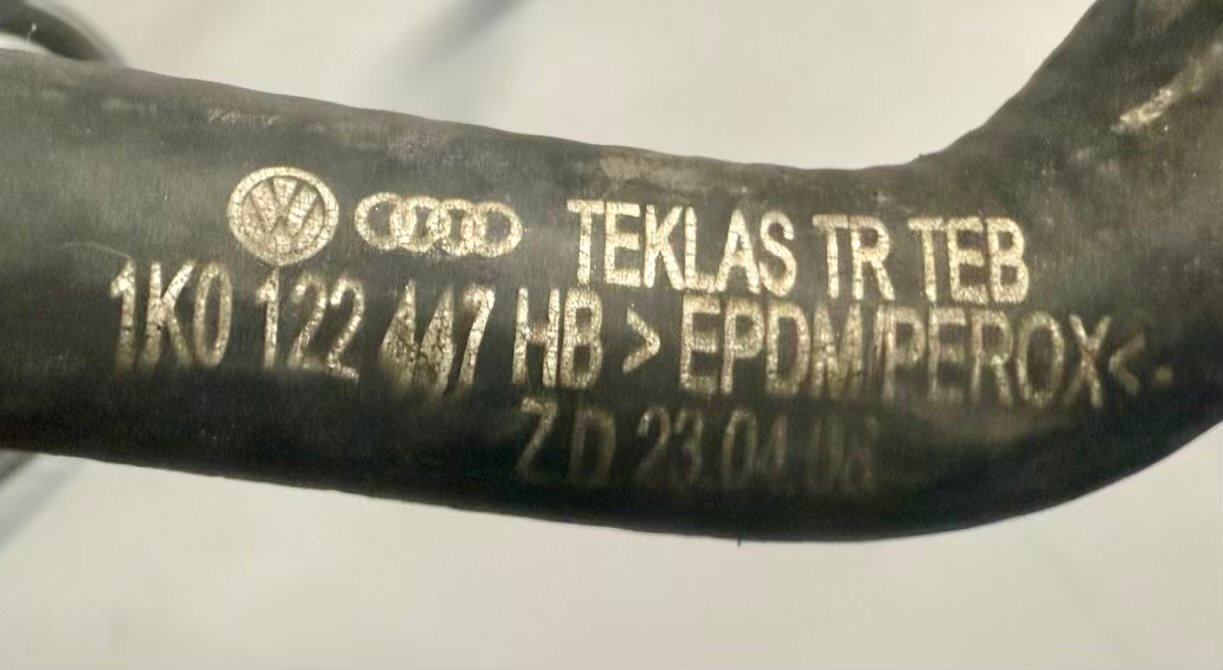 TEKLAS TR TEB
1K0 122 447 HB >EPDM/PEROX<
Z D 23 04 08